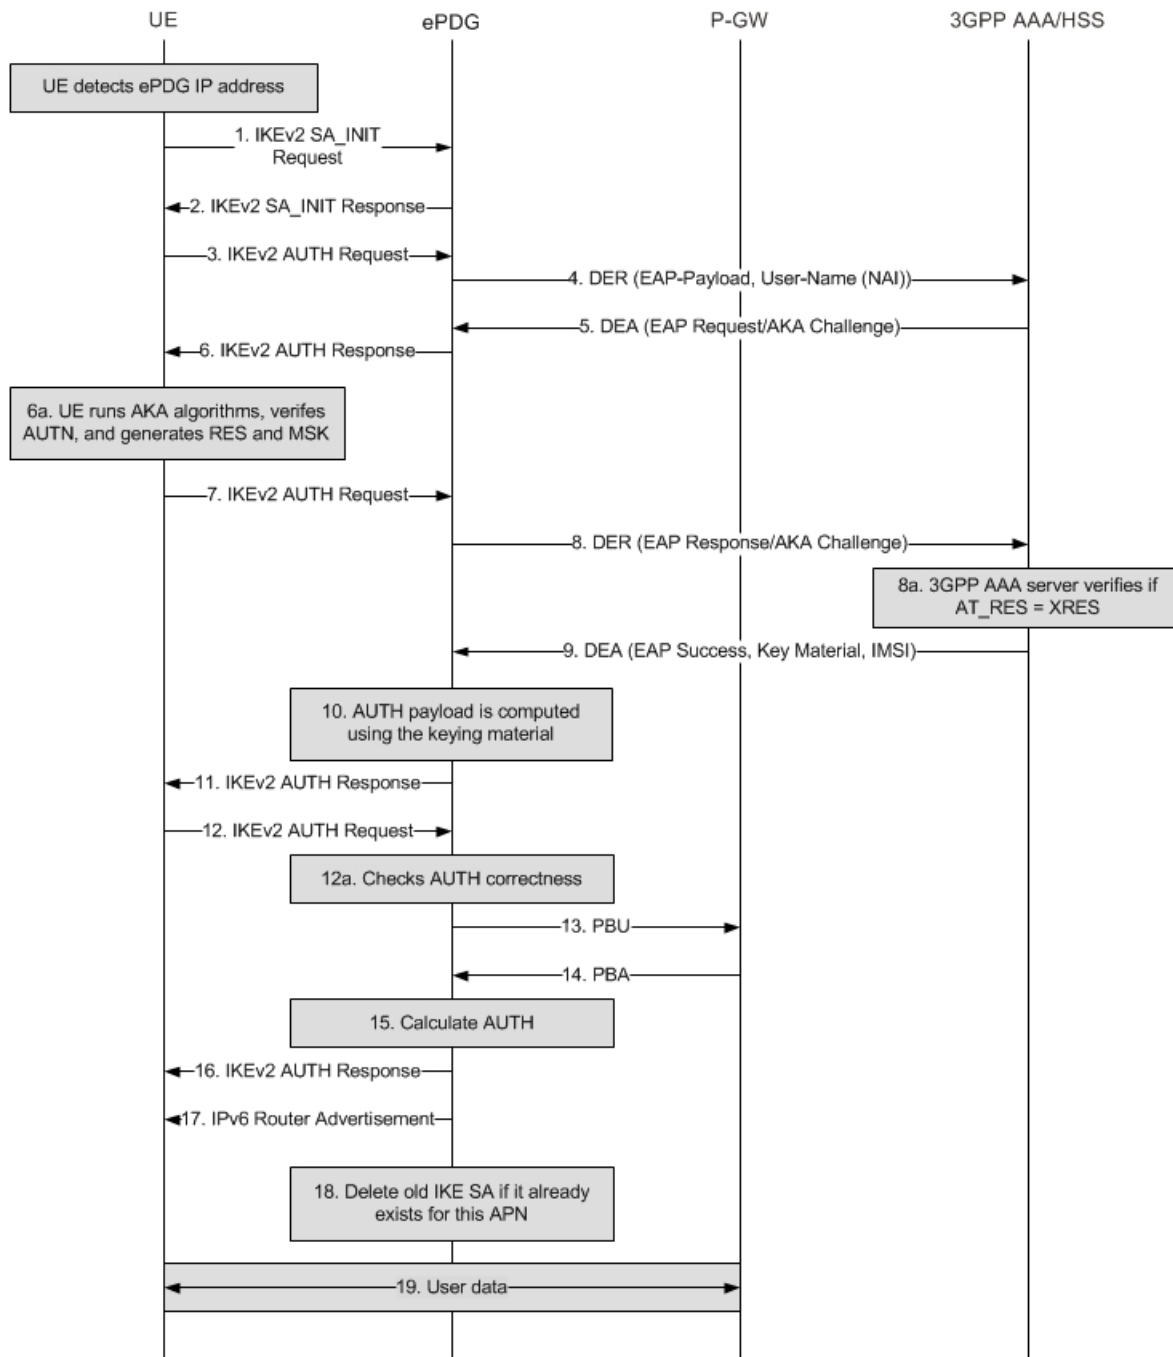 UE
ePDG
P-GW
3GPP AAA/HSS
UE detects ePDG IP address
1. IKEv2 SA_INIT
Request
2. IKEv2 SA_INIT Response
3. IKEv2 AUTH Request
4. DER (EAP-Payload, User-Name (NAI))
5. DEA (EAP Request/AKA Challenge)
6. IKEv2 AUTH Response
6a. UE runs AKA algorithms, verifes
AUTN, and generates RES and MSK
7. IKEv2 AUTH Request
8. DER (EAP Response/AKA Challenge)
8a. 3GPP AAA server verifies if
AT_RES = XRES
9. DEA (EAP Success, Key Material, IMSI)
10. AUTH payload is computed
using the keying material
11. IKEv2 AUTH Response
12. IKEv2 AUTH Request
12a. Checks AUTH correctness
13. PBU
14. PBA
15. Calculate AUTH
16. IKEv2 AUTH Response
17. IPv6 Router Advertisement
18. Delete old IKE SA if it already
exists for this APN
19. User data